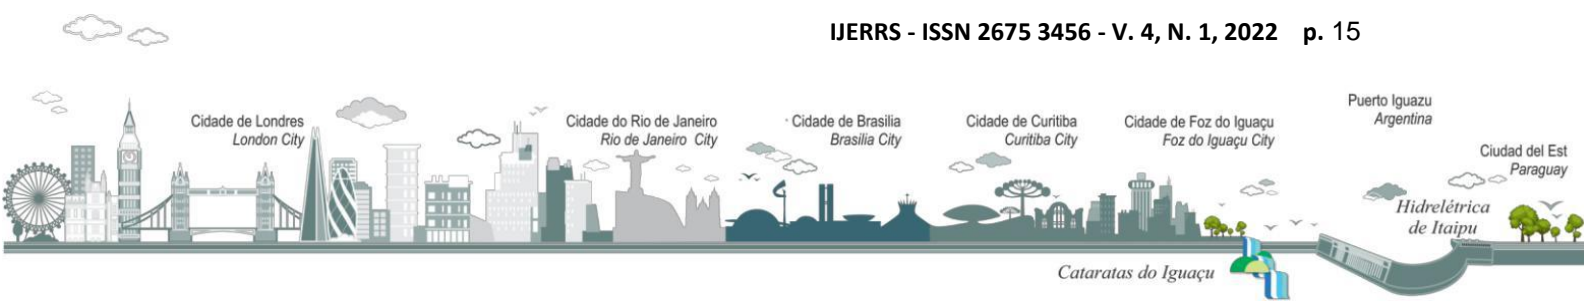 IJERRS - ISSN 2675 3456 - V. 4, N. 1, 2022 p. 15
Cidade de Londres
London City
Cidade do Rio de Janeiro
Rio de Janeiro City
Cidade de Brasilia
Brasilia City
Cidade de Curitiba
Curitiba City
Cidade de Foz do Iguaçu
Foz do Iguaçu City
Puerto Iguazu
Argentina
Ciudad del Est
Paraguay
Hidrelétrica
de Itaipu
Cataratas do Iguaçu